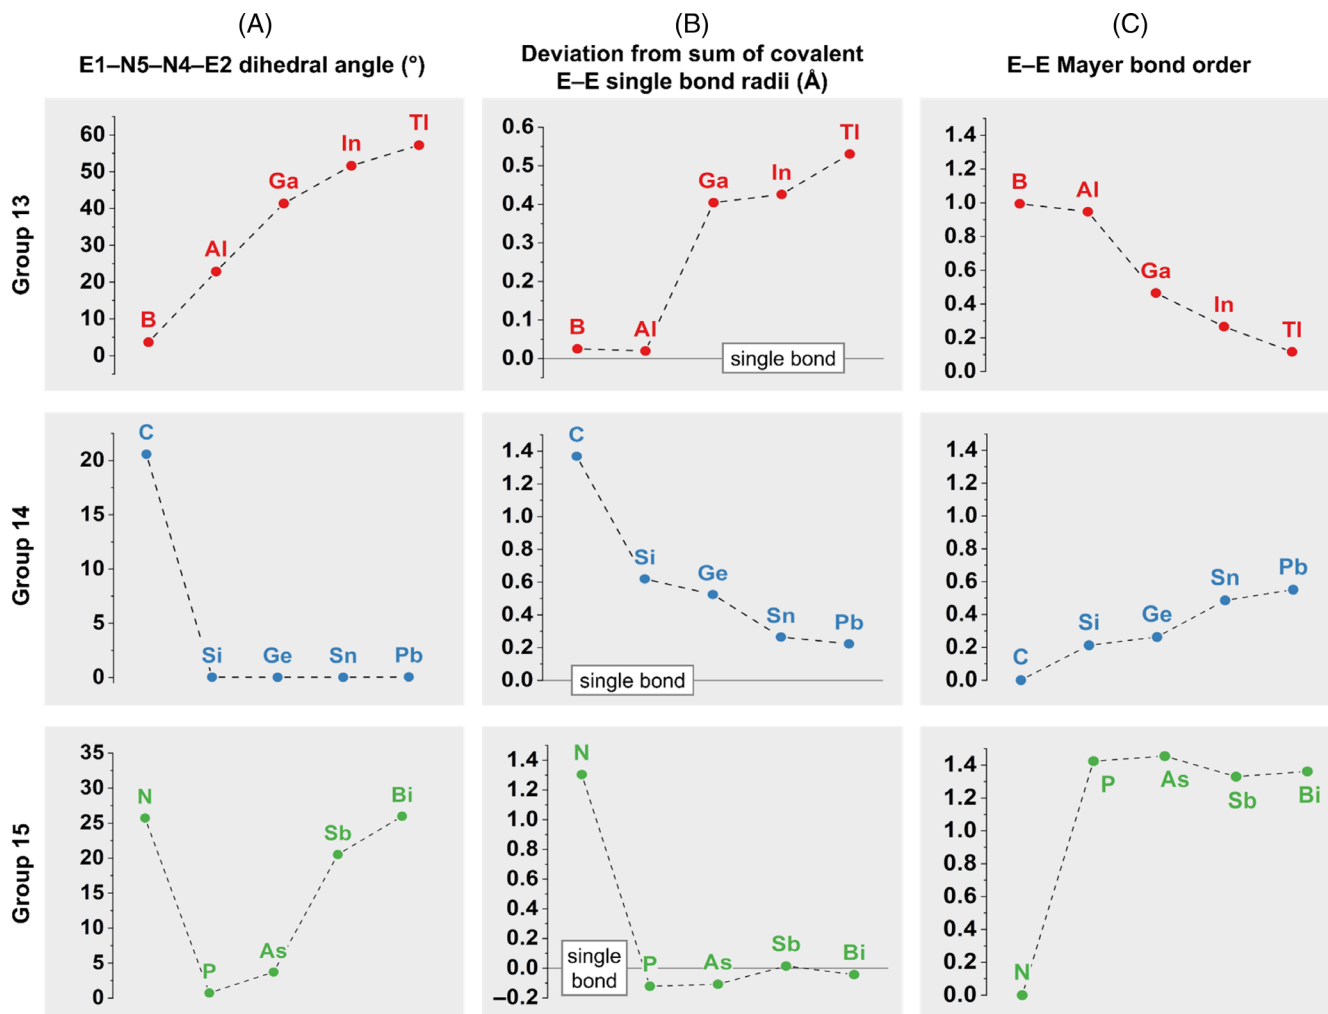 (A)
(B)
(C)
E1–N5–N4–E2 dihedral angle (°)
Deviation from sum of covalent
E–E single bond radii (Å)
E–E Mayer bond order
Group 13
60
50
40
30
20
10
0
B
Al
Ga
In
Tl
0.6
0.5
0.4
0.3
0.2
0.1
0.0
B
Al
Ga
In
Tl
single bond
1.4
1.2
1.0
0.8
0.6
0.4
0.2
0.0
B
Al
Ga
In
Tl
Group 14
20
15
10
5
0
C
Si
Ge
Sn
Pb
1.4
1.2
1.0
0.8
0.6
0.4
0.2
0.0
C
Si
Ge
Sn
Pb
single bond
1.4
1.2
1.0
0.8
0.6
0.4
0.2
0.0
C
Si
Ge
Sn
Pb
Group 15
35
30
25
20
15
10
5
0
N
P
As
Sb
Bi
1.4
1.2
1.0
0.8
0.6
0.4
0.2
0.0
–0.2
N
P
As
Sb
Bi
single
bond
1.4
1.2
1.0
0.8
0.6
0.4
0.2
0.0
N
P
As
Sb
Bi